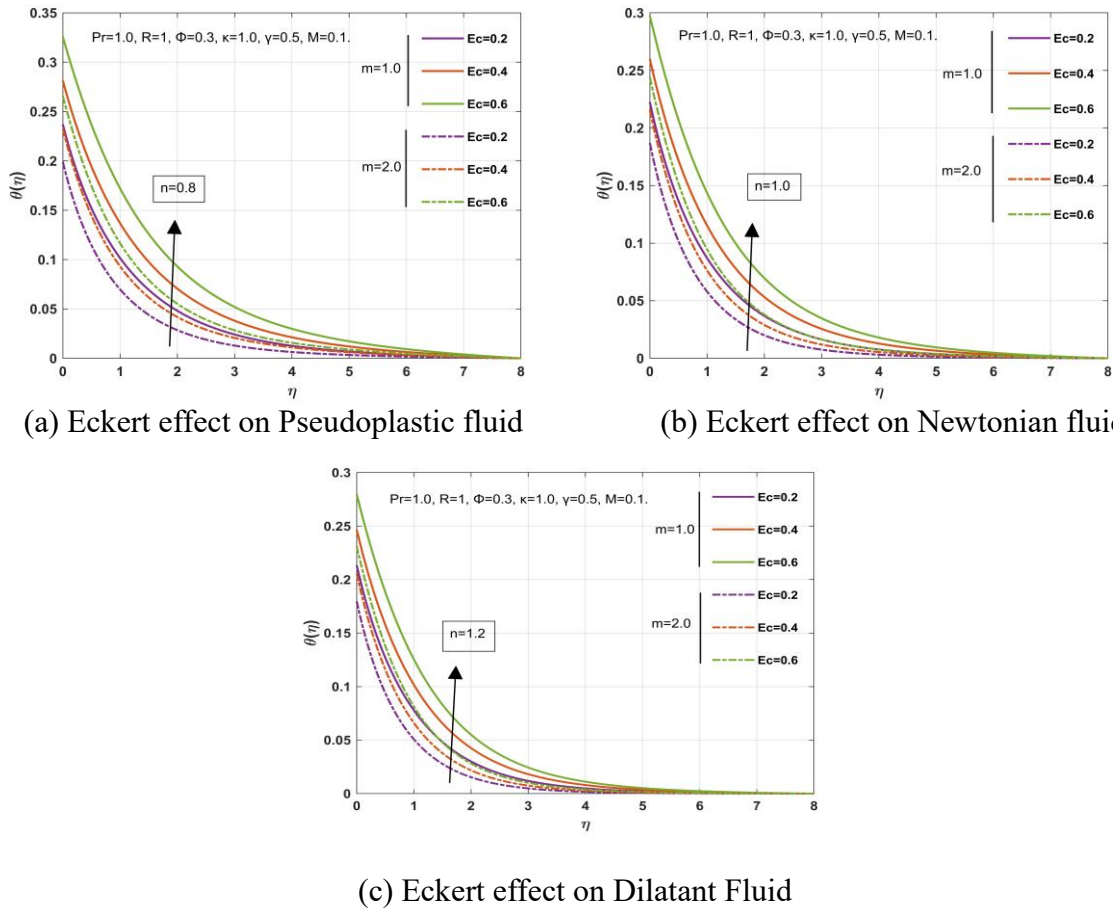 0.35
0.3
0.25
0.2
0.15
0.1
0.05
0
θ(η)
Pr=1.0, R=1, Φ=0.3, κ=1.0, γ=0.5, M=0.1.
m=1.0
Ec=0.2
Ec=0.4
Ec=0.6
m=2.0
Ec=0.2
Ec=0.4
Ec=0.6
n=0.8
0 1 2 3 4 5 6 7 8
η
(a) Eckert effect on Pseudoplastic fluid
0.3
0.25
0.2
0.15
0.1
0.05
0
θ(η)
Pr=1.0, R=1, Φ=0.3, κ=1.0, γ=0.5, M=0.1.
m=1.0
Ec=0.2
Ec=0.4
Ec=0.6
m=2.0
Ec=0.2
Ec=0.4
Ec=0.6
n=1.0
0 1 2 3 4 5 6 7 8
η
(b) Eckert effect on Newtonian fluid
0.3
0.25
0.2
0.15
0.1
0.05
0
θ(η)
Pr=1.0, R=1, Φ=0.3, κ=1.0, γ=0.5, M=0.1.
m=1.0
Ec=0.2
Ec=0.4
Ec=0.6
m=2.0
Ec=0.2
Ec=0.4
Ec=0.6
n=1.2
0 1 2 3 4 5 6 7 8
η
(c) Eckert effect on Dilatant Fluid